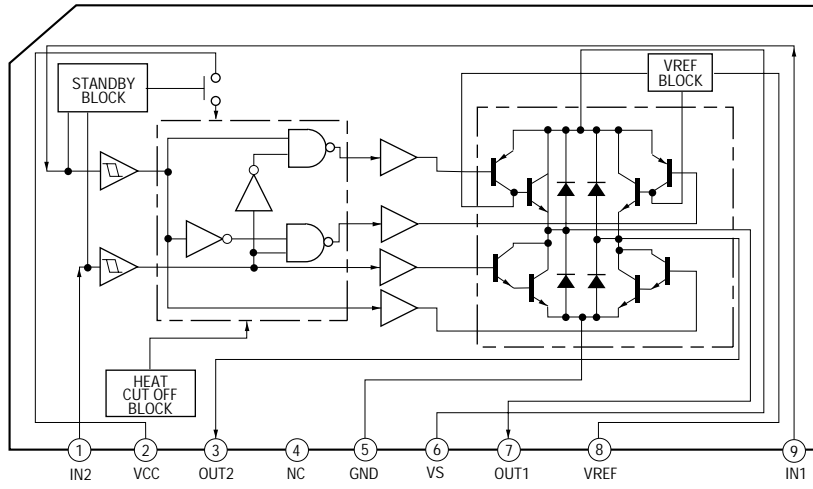 STANDBY
BLOCK
VREF
BLOCK
HEAT
CUT OFF
BLOCK
1 2 3 4 5 6 7 8 9
IN2 VCC OUT2 NC GND VS OUT1 VREF IN1